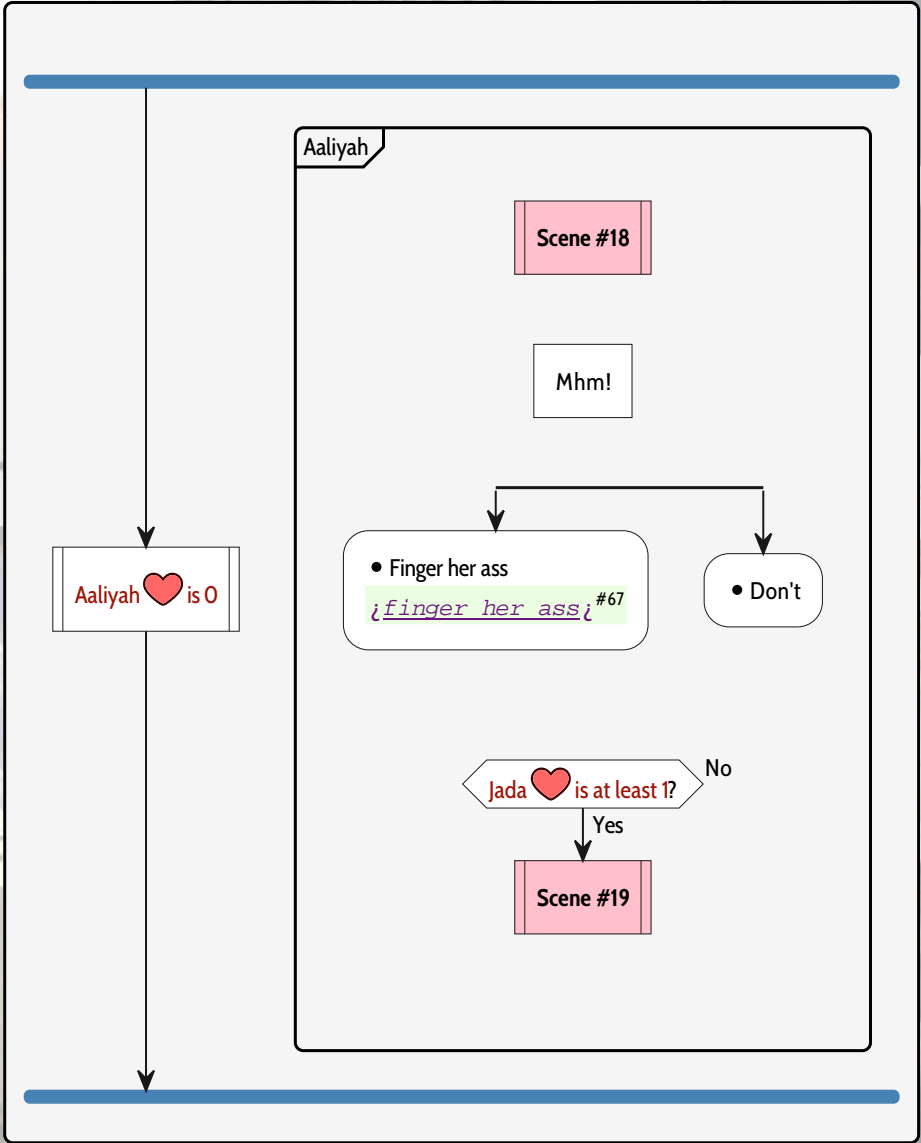 Aaliyah
Scene #18
Mhm!
• Finger her ass
¿finger her ass¿#67
• Don't
Aaliyah is 0
Jada is at least 1?
No
Yes
Scene #19